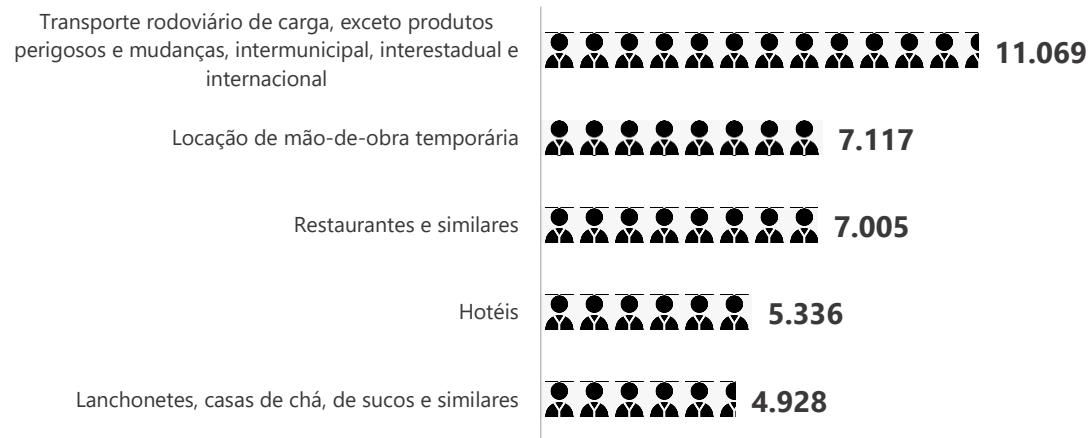 Transporte rodoviário de carga, exceto produtos
perigosos e mudanças, intermunicipal, interestadual e
internacional
11.069
Locação de mão-de-obra temporária
7.117
Restaurantes e similares
7.005
Hotéis
5.336
Lanchonetes, casas de chá, de sucos e similares
4.928